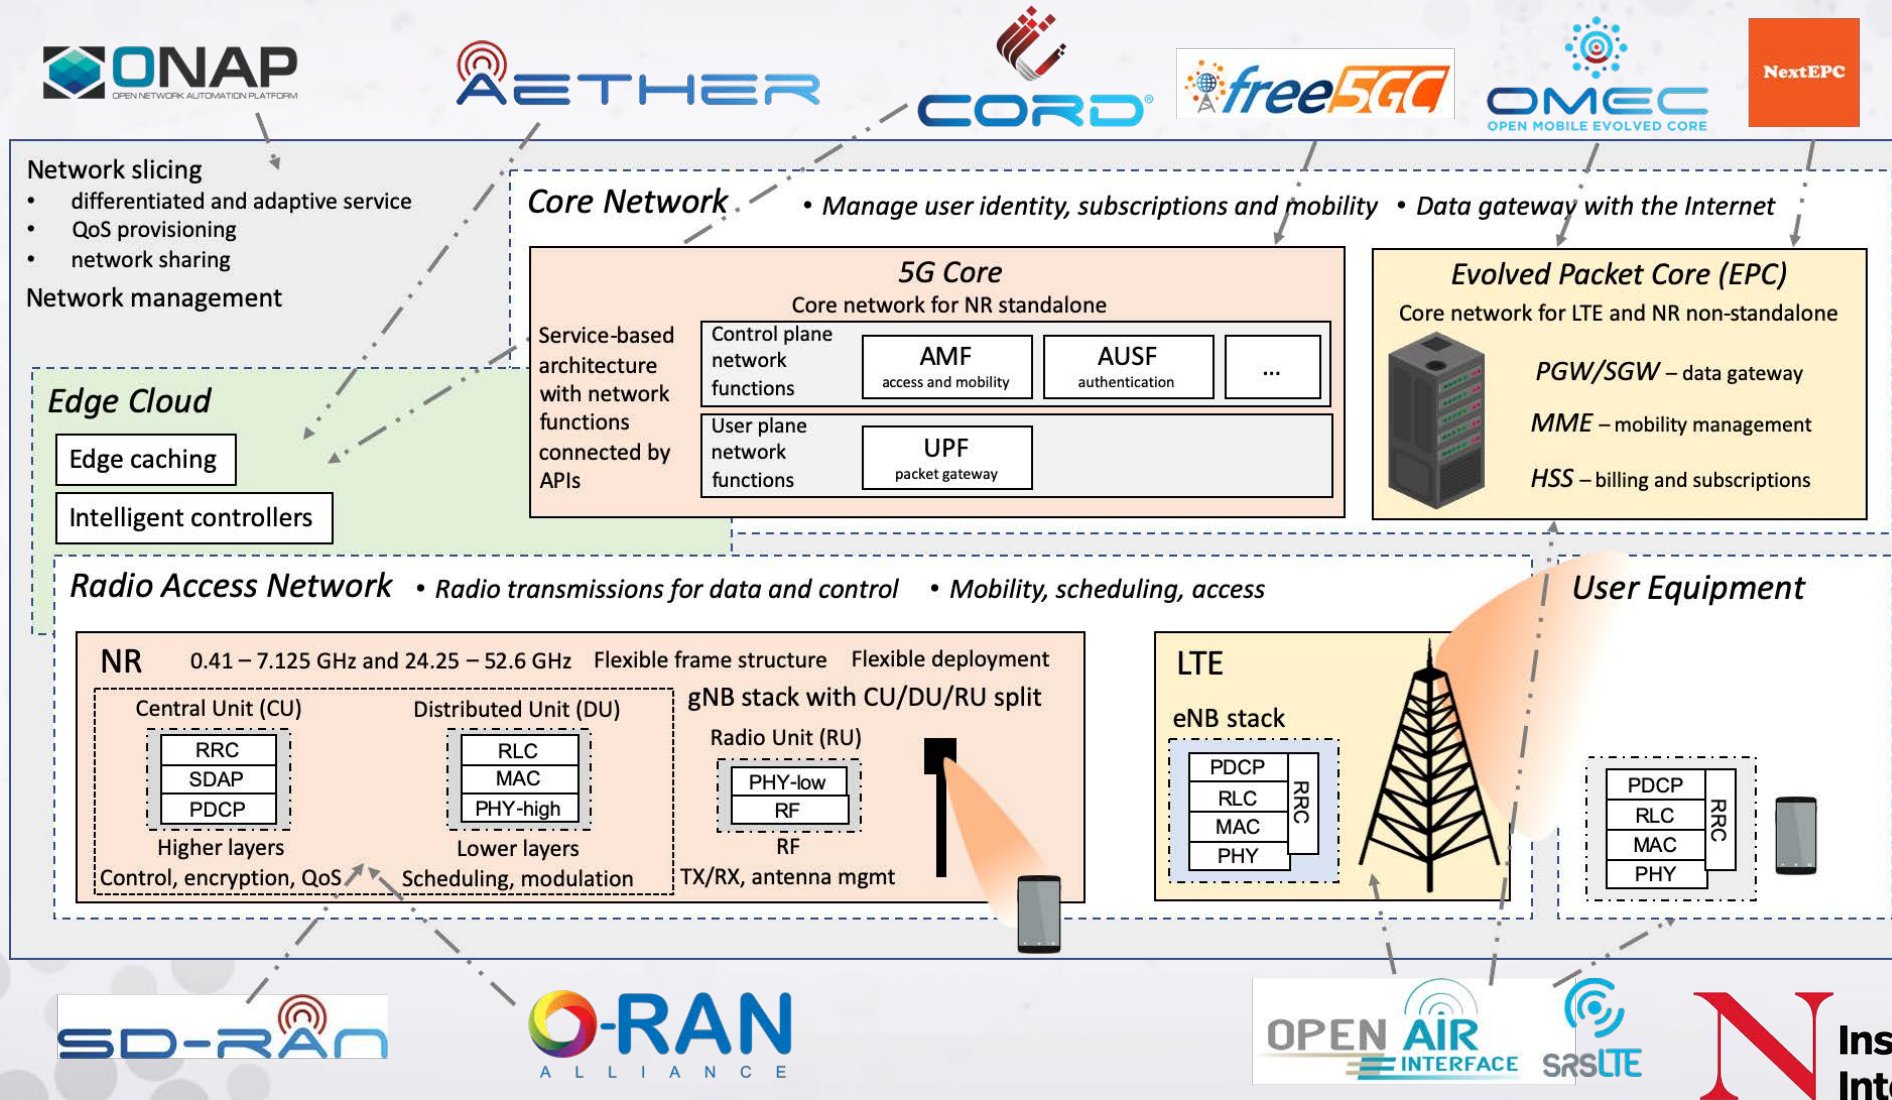 ONAP
OPEN NETWORK AUTOMATION PLATFORM
AETHER
CORD®
free5GC
OMEC
OPEN MOBILE EVOLVED CORE
NextEPC
Network slicing
• differentiated and adaptive service
• QoS provisioning
• network sharing
Network management
Core Network
• Manage user identity, subscriptions and mobility
• Data gateway with the Internet
5G Core
Core network for NR standalone
Service-based
architecture
with network
functions
connected by
APIs
Control plane
network
functions
AMF
access and mobility
AUSF
authentication
...
User plane
network
functions
UPF
packet gateway
Evolved Packet Core (EPC)
Core network for LTE and NR non-standalone
PGW/SGW – data gateway
MME – mobility management
HSS – billing and subscriptions
Edge Cloud
Edge caching
Intelligent controllers
Radio Access Network
• Radio transmissions for data and control
• Mobility, scheduling, access
NR
0.41 – 7.125 GHz and 24.25 – 52.6 GHz
Flexible frame structure
Flexible deployment
gNB stack with CU/DU/RU split
Central Unit (CU)
RRC
SDAP
PDCP
Higher layers
Control, encryption, QoS
Distributed Unit (DU)
RLC
MAC
PHY-high
Lower layers
Scheduling, modulation
Radio Unit (RU)
PHY-low
RF
RF
TX/RX, antenna mgmt
LTE
eNB stack
PDCP
RLC
MAC
PHY
RRC
User Equipment
PDCP
RLC
MAC
PHY
RRC
SD-RAN
O-RAN
ALLIANCE
OPEN AIR
INTERFACE
SRSLTE
N
Ins
Inte